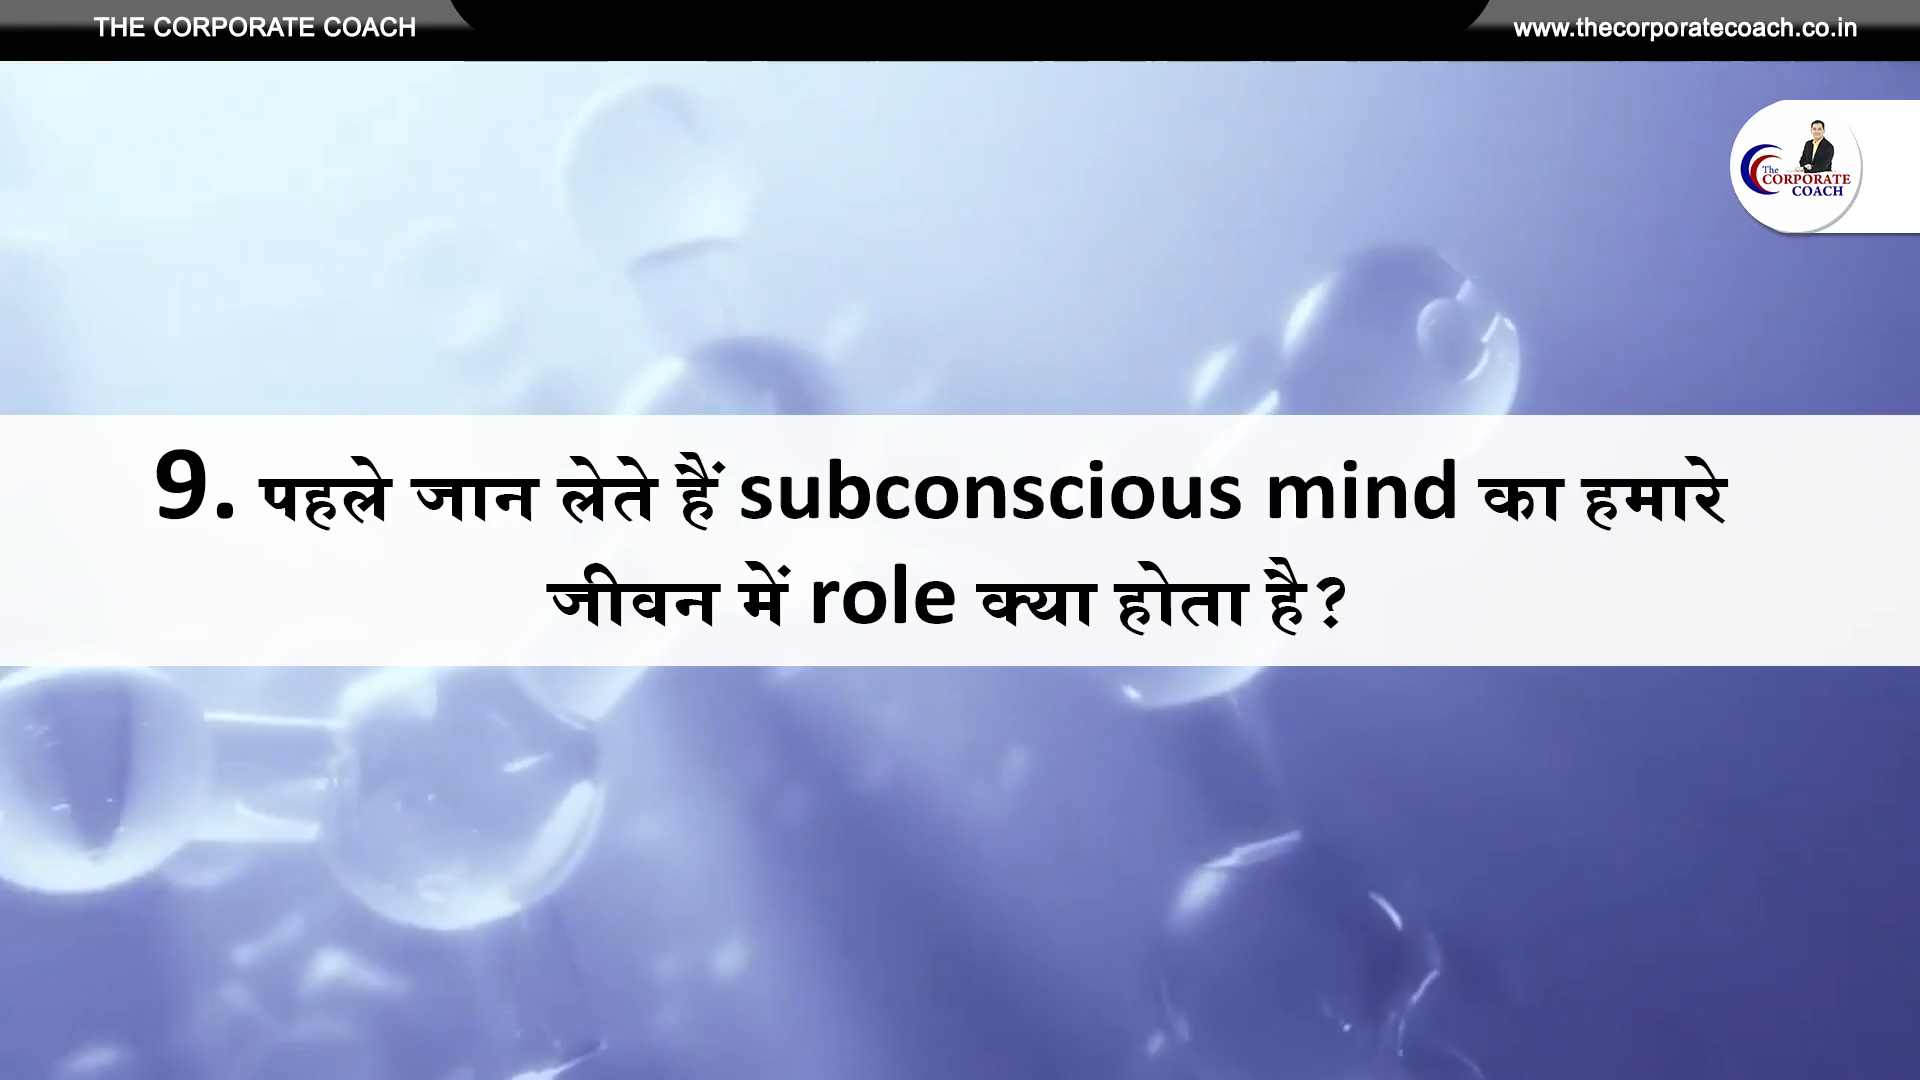 THE CORPORATE COACH
www.thecorporatecoach.co.in
The
CORPORATE
COACH
9. पहले जान लेते हैं subconscious mind का हमारे
जीवन में role क्या होता है?